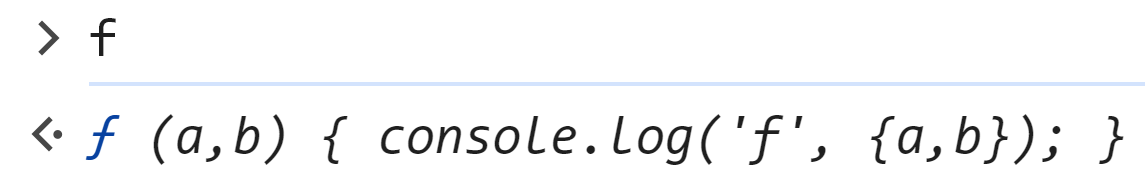 > f
<· f (a,b) { console.log('f', {a,b}); }